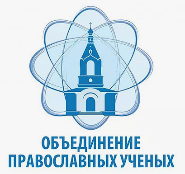 ОБЪЕДИНЕНИЕ
ПРАВОСЛАВНЫХ УЧЕНЫХ